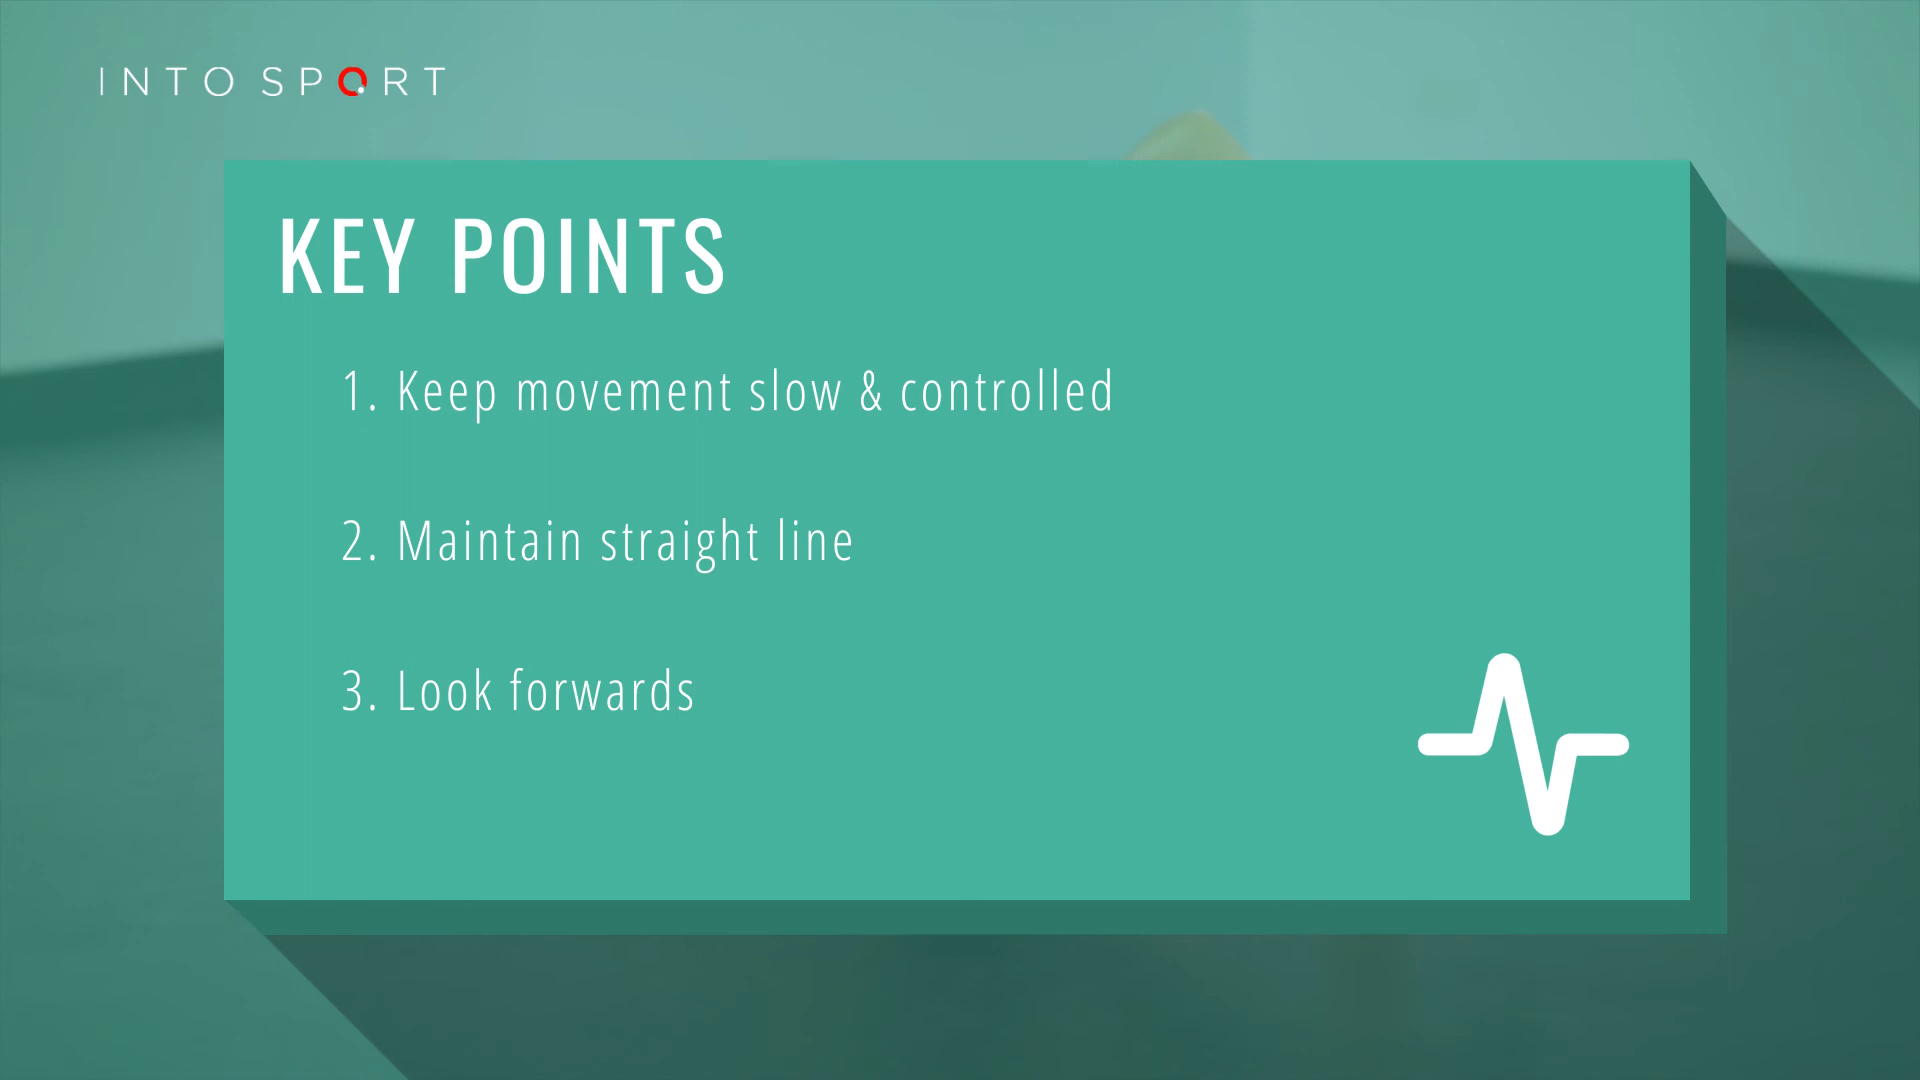 INTO SPORT
KEY POINTS
1. Keep movement slow & controlled
2. Maintain straight line
3. Look forwards